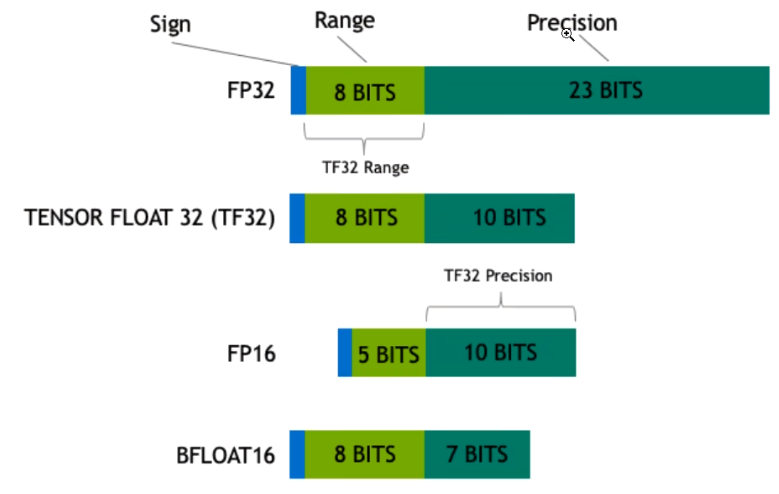 Sign
Range
Precision
FP32
8 BITS
23 BITS
TF32 Range
TENSOR FLOAT 32 (TF32)
8 BITS
10 BITS
TF32 Precision
FP16
5 BITS
10 BITS
BFLOAT16
8 BITS
7 BITS